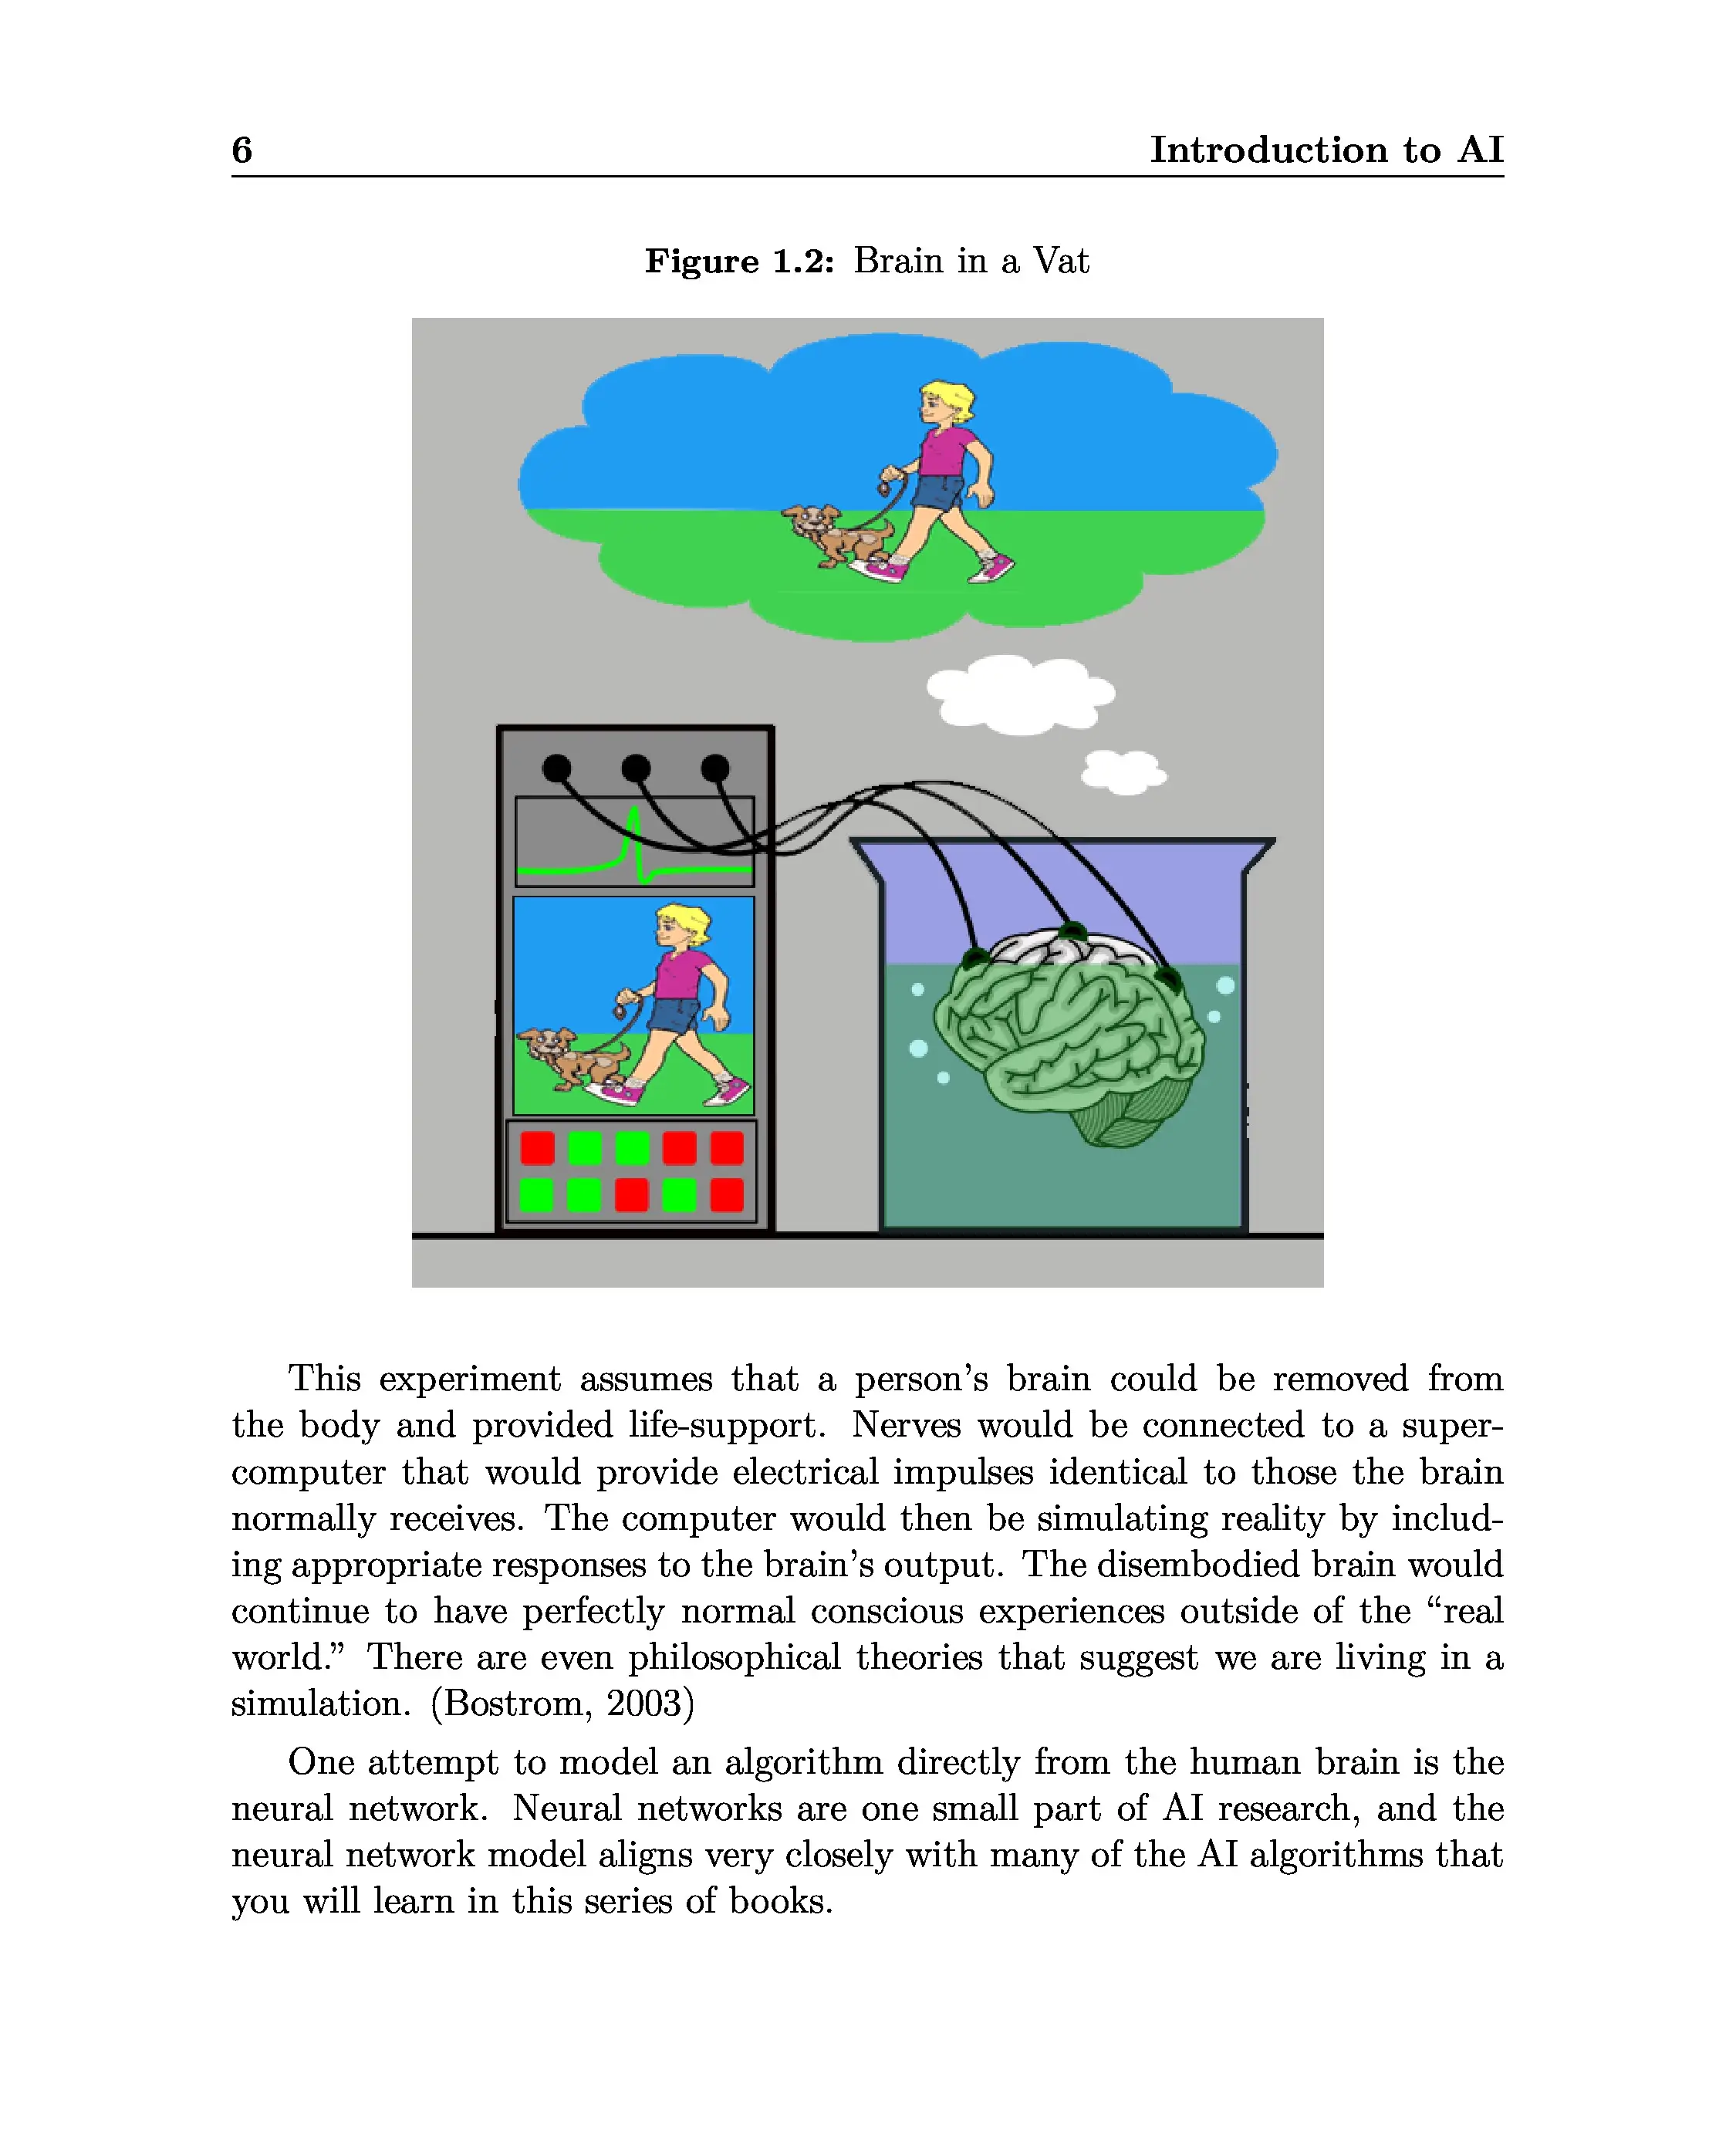 6 Introduction to AI
Figure 1.2: Brain in a Vat
This experiment assumes that a person’s brain could be removed from
the body and provided life-support. Nerves would be connected to a super-
computer that would provide electrical impulses identical to those the brain
normally receives. The computer would then be simulating reality by includ-
ing appropriate responses to the brain’s output. The disembodied brain would
continue to have perfectly normal conscious experiences outside of the “real
world.” There are even philosophical theories that suggest we are living in a
simulation. (Bostrom, 2003)
One attempt to model an algorithm directly from the human brain is the
neural network. Neural networks are one small part of AI research, and the
neural network model aligns very closely with many of the AI algorithms that
you will learn in this series of books.